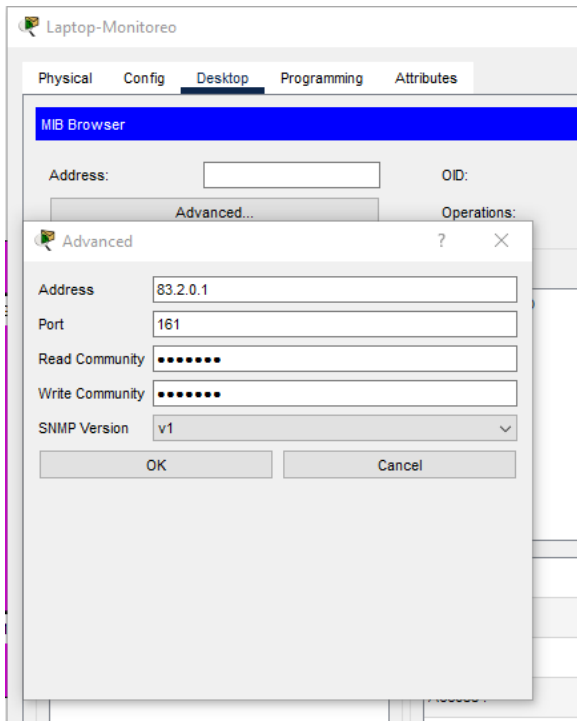 Laptop-Monitoreo
Physical Config Desktop Programming Attributes
MIB Browser
Address: OID:
Advanced... Operations:
Advanced ?
Address 83.2.0.1
Port 161
Read Community •••••••
Write Community •••••••
SNMP Version v1
OK Cancel